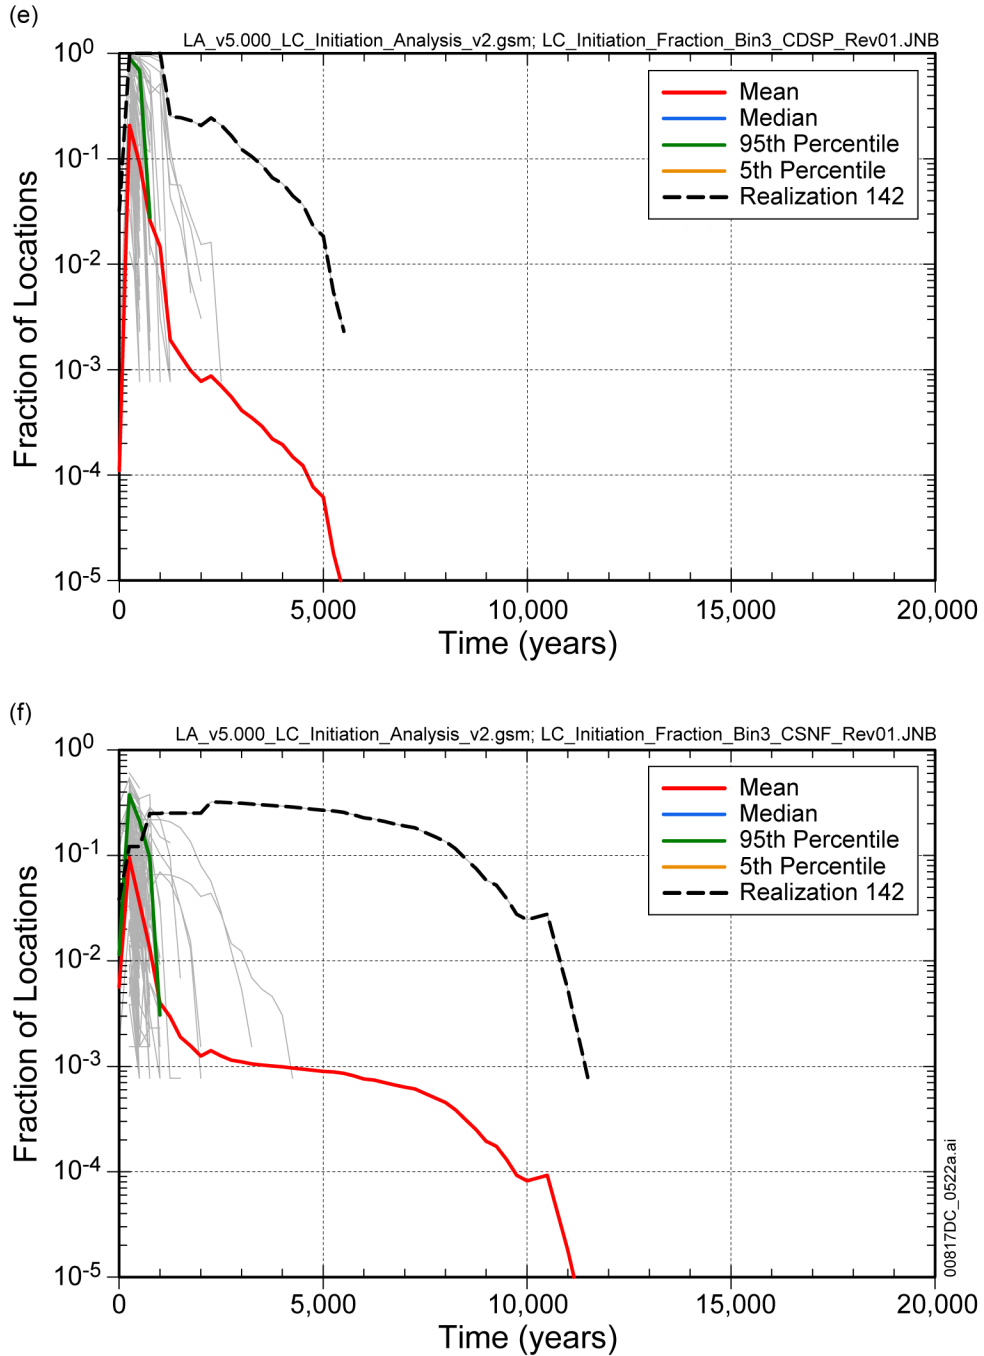 (e)
LA_v5.000_LC_Initiation_Analysis_v2.gsm; LC_Initiation_Fraction_Bin3_CDSP_Rev01.JNB
10^0
10^-1
10^-2
10^-3
10^-4
10^-5
Fraction of Locations
Mean
Median
95th Percentile
5th Percentile
Realization 142
0 5,000 10,000 15,000 20,000
Time (years)
(f)
LA_v5.000_LC_Initiation_Analysis_v2.gsm; LC_Initiation_Fraction_Bin3_CSNF_Rev01.JNB
10^0
10^-1
10^-2
10^-3
10^-4
10^-5
Fraction of Locations
Mean
Median
95th Percentile
5th Percentile
Realization 142
0 5,000 10,000 15,000 20,000
Time (years)
00817DC_0522a.ai